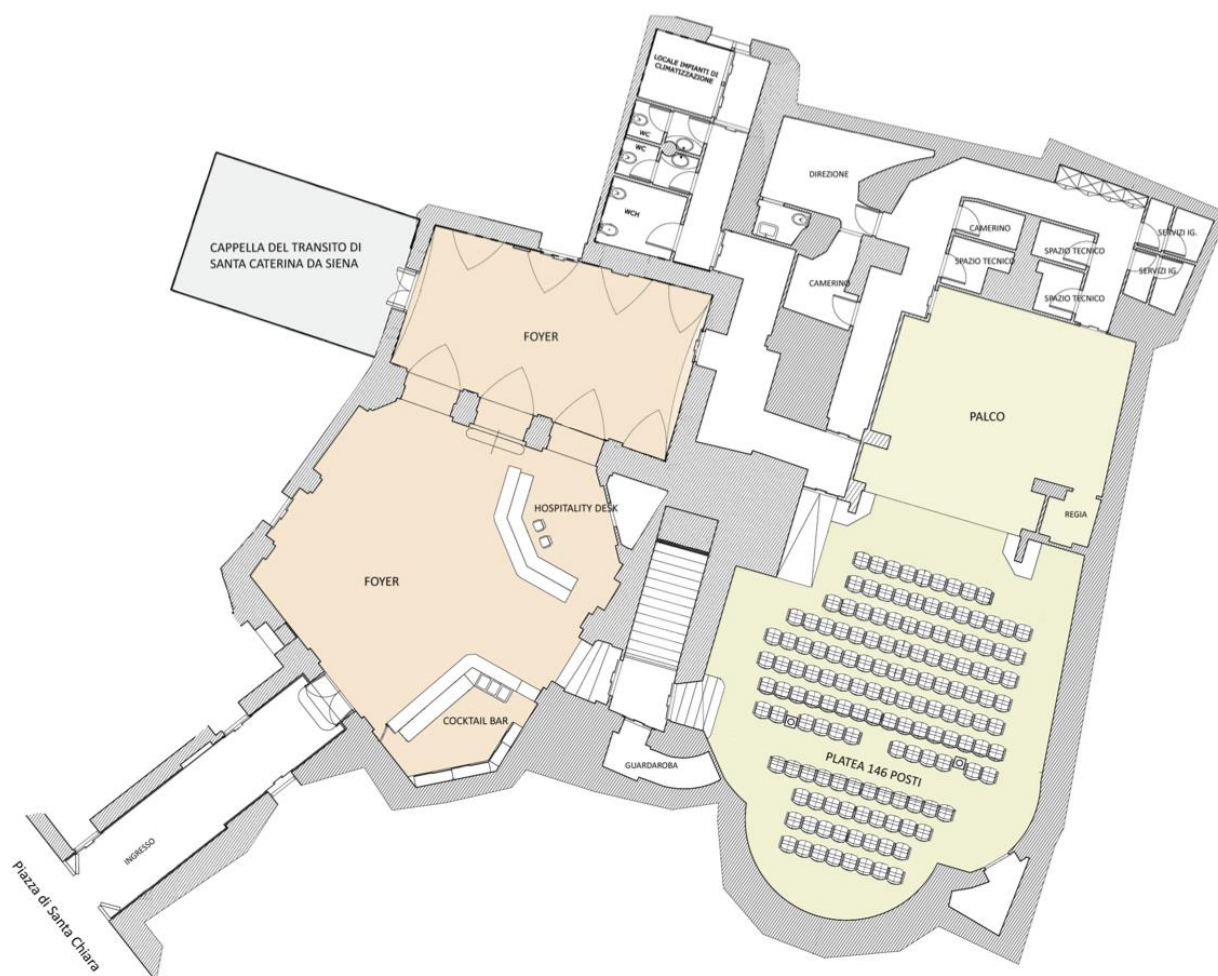 LOCALE IMPIANTI DI
CLIMATIZZAZIONE
WC
WC
WCH
DIREZIONE
CAMERINO
CAMERINO
SPAZIO TECNICO
SPAZIO TECNICO
SPAZIO TECNICO
SERVIZI IG.
SERVIZI IG.
CAPPELLA DEL TRANSITO DI
SANTA CATERINA DA SIENA
FOYER
PALCO
REGIA
HOSPITALITY DESK
FOYER
COCKTAIL BAR
GUARDAROBA
PLATEA 146 POSTI
INGRESSO
Piazza di Santa Chiara